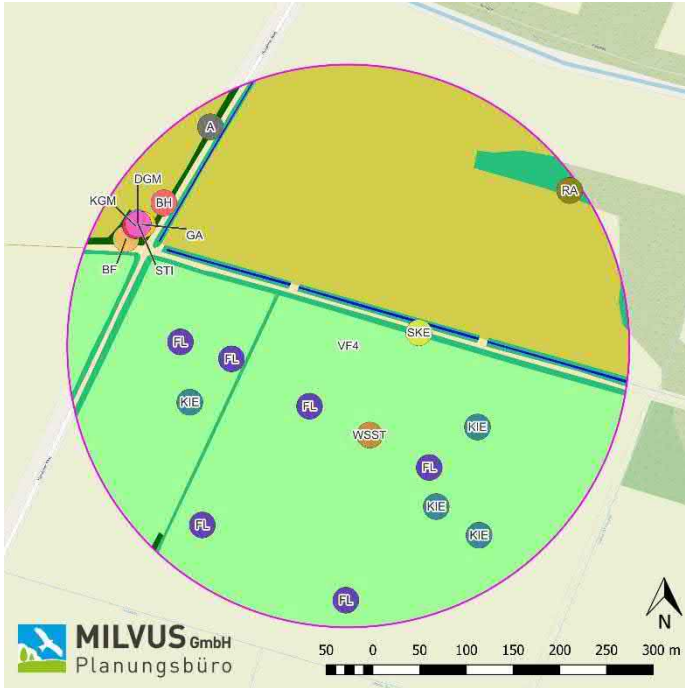 A
DGM
KGM
BH
RA
GA
BF
STI
SKE
FL
VF4
FL
KIE
FL
KIE
WSST
FL
KIE
FL
KIE
FL
N
MILVUS GmbH
Planungsbüro
50 0 50 100 150 200 250 300 m